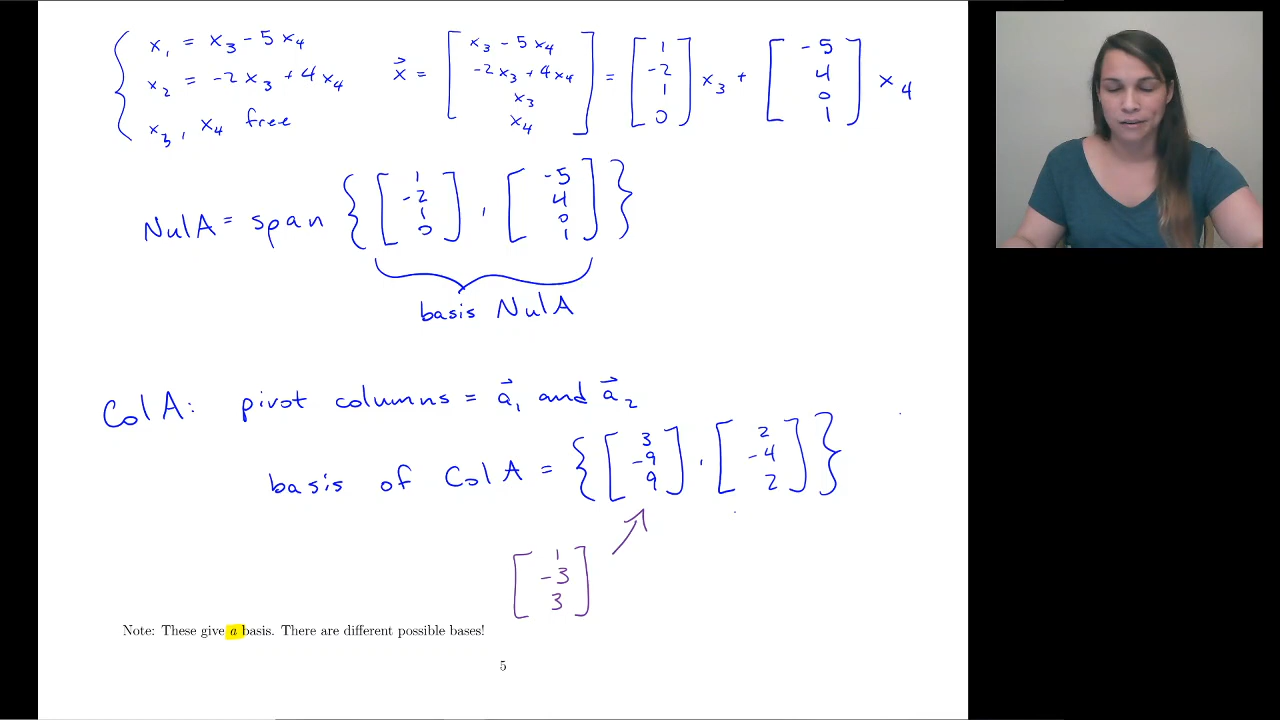 { x₁ = x₃ - 5x₄
x₂ = -2x₃ + 4x₄
x₃, x₄ free
x⃗ = [ x₃ - 5x₄ ; -2x₃ + 4x₄ ; x₃ ; x₄ ] = [ 1 ; -2 ; 1 ; 0 ] x₃ + [ -5 ; 4 ; 0 ; 1 ] x₄
NulA = span { [ 1 ; -2 ; 1 ; 0 ] , [ -5 ; 4 ; 0 ; 1 ] }
basis NulA
ColA: pivot columns = a⃗₁ and a⃗₂
basis of ColA = { [ 3 ; -9 ; 9 ] , [ 2 ; -4 ; 2 ] }
[ 1 ; -3 ; 3 ]
Note: These give a basis. There are different possible bases!
5